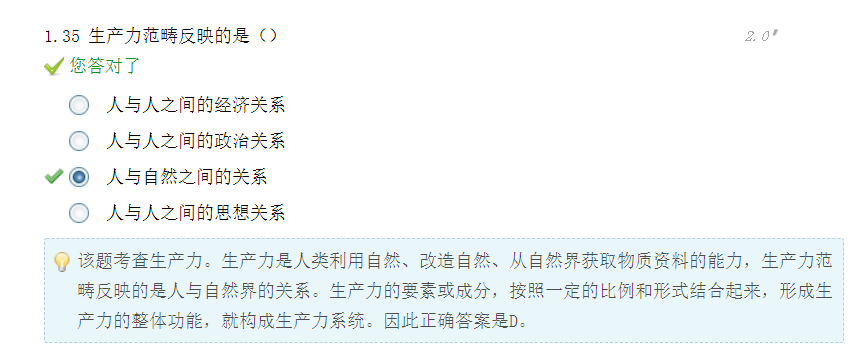 1.35 生产力范畴反映的是（） 2.0
您答对了
人与人之间的经济关系
人与人之间的政治关系
人与自然之间的关系
人与人之间的思想关系
该题考查生产力。生产力是人类利用自然、改造自然、从自然界获取物质资料的能力，生产力范
畴反映的是人与自然界的关系。生产力的要素或成分，按照一定的比例和形式结合起来，形成生
产力的整体功能，就构成生产力系统。因此正确答案是D。